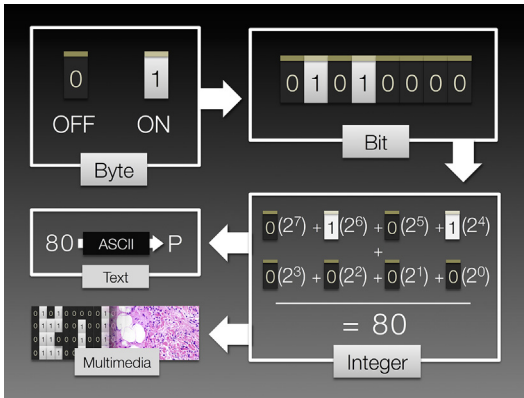 0 1
OFF ON
Byte
0 1 0 1 0 0 0 0
Bit
0(2⁷) + 1(2⁶) + 0(2⁵) + 1(2⁴)
+
0(2³) + 0(2²) + 0(2¹) + 0(2⁰)
= 80
Integer
80 ASCII P
Text
Multimedia